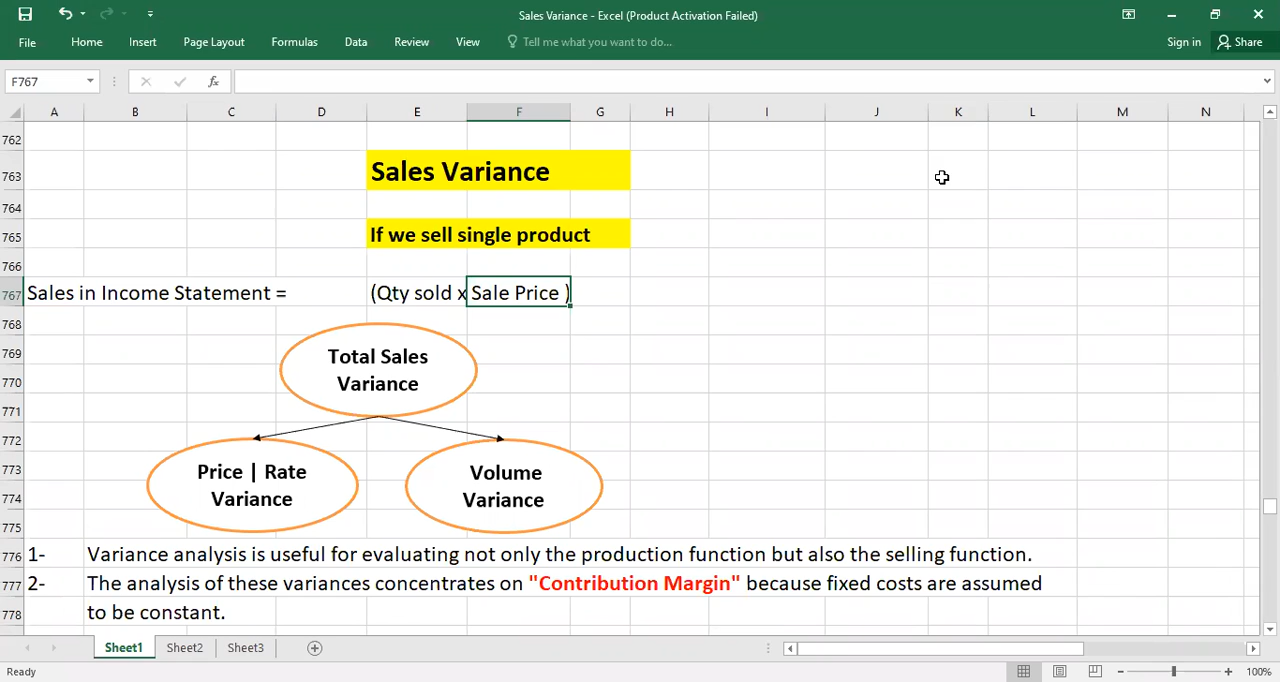 Sales Variance - Excel (Product Activation Failed)
File Home Insert Page Layout Formulas Data Review View Tell me what you want to do... Sign in Share
F767 fx
A B C D E F G H I J K L M N
762
763 Sales Variance
764
765 If we sell single product
766
767 Sales in Income Statement = (Qty sold x Sale Price )
768
769 Total Sales
770 Variance
771
772
773 Price | Rate Volume
774 Variance Variance
775
776 1- Variance analysis is useful for evaluating not only the production function but also the selling function.
777 2- The analysis of these variances concentrates on "Contribution Margin" because fixed costs are assumed
778 to be constant.
Sheet1 Sheet2 Sheet3
Ready 100%